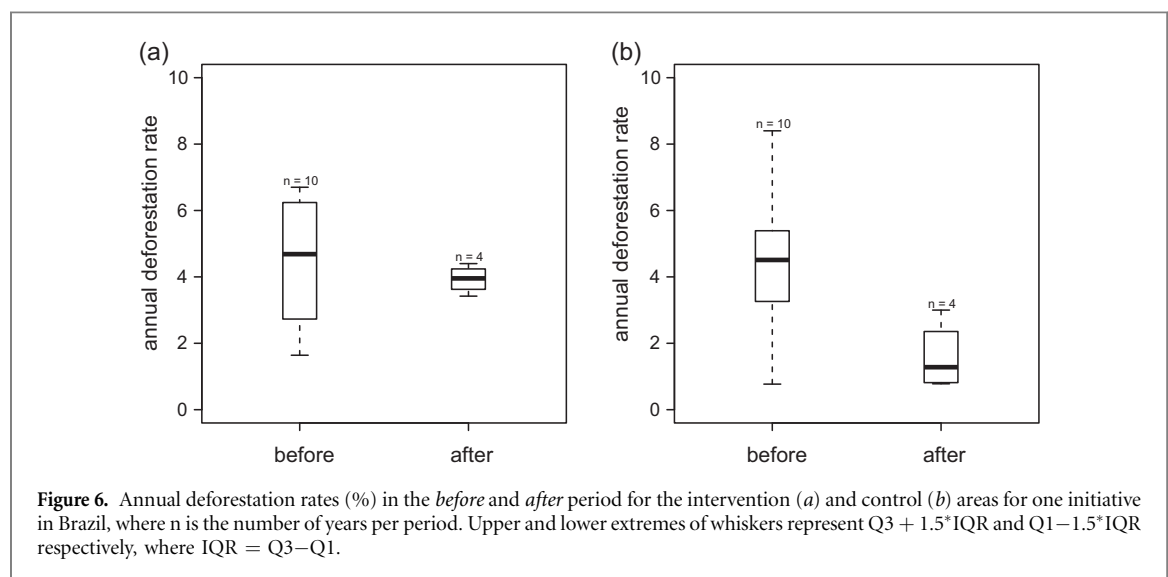 (a)
(b)
annual deforestation rate
10
8
6
4
2
0
n = 10
n = 4
before
after
annual deforestation rate
10
8
6
4
2
0
n = 10
n = 4
before
after
Figure 6. Annual deforestation rates (%) in the before and after period for the intervention (a) and control (b) areas for one initiative
in Brazil, where n is the number of years per period. Upper and lower extremes of whiskers represent Q3 + 1.5*IQR and Q1−1.5*IQR
respectively, where IQR = Q3−Q1.